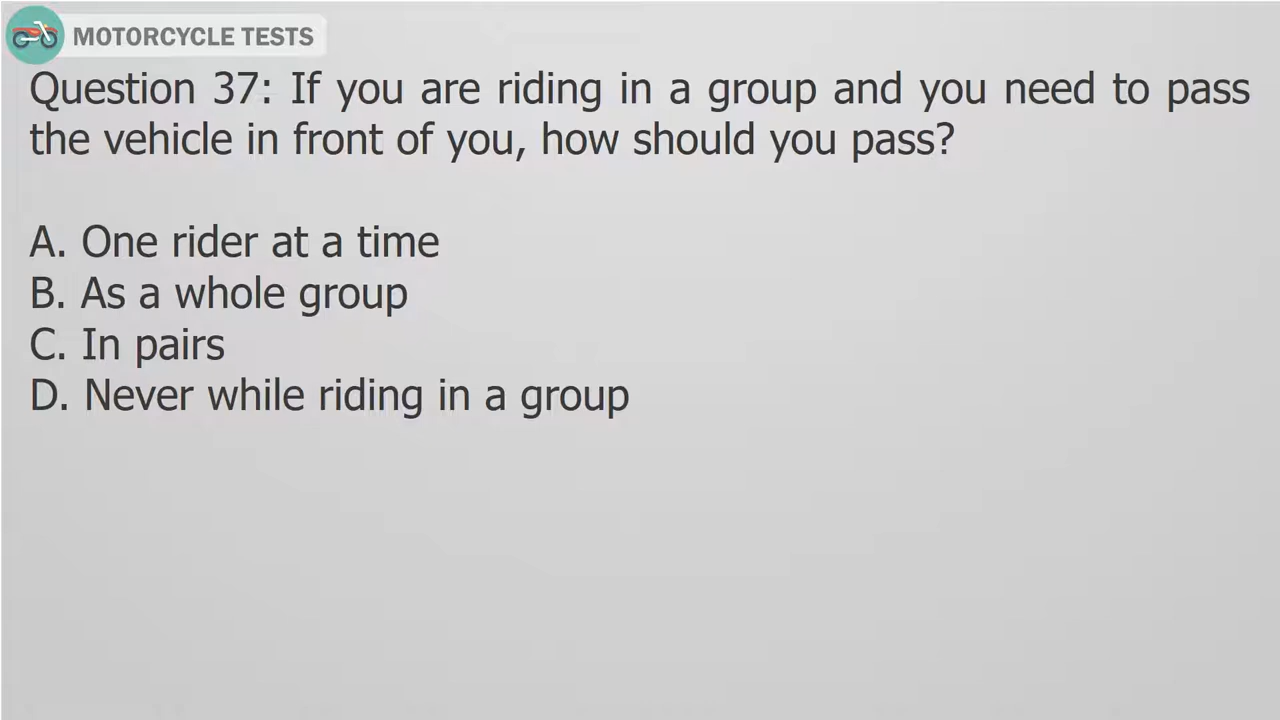 MOTORCYCLE TESTS
Question 37: If you are riding in a group and you need to pass
the vehicle in front of you, how should you pass?
A. One rider at a time
B. As a whole group
C. In pairs
D. Never while riding in a group